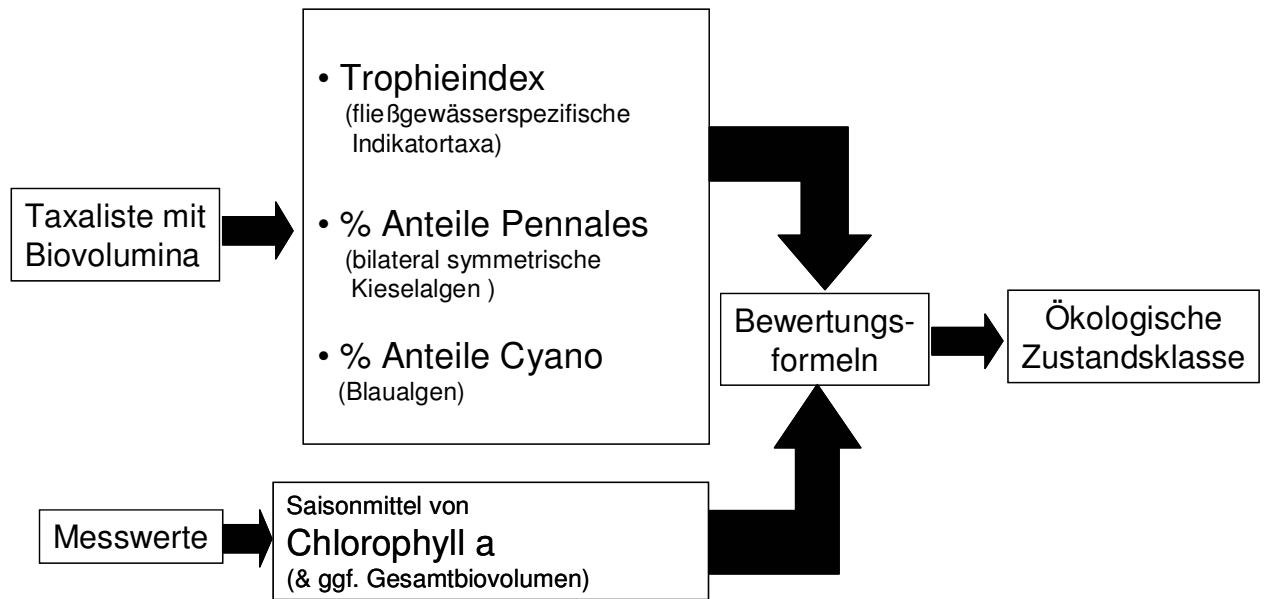 • Trophieindex
(fließgewässerspezifische
Indikatortaxa)
Taxaliste mit
Biovolumina
• % Anteile Pennales
(bilateral symmetrische
Kieselalgen )
• % Anteile Cyano
(Blaualgen)
Bewertungs-
formeln
Ökologische
Zustandsklasse
Messwerte
Saisonmittel von
Chlorophyll a
(& ggf. Gesamtbiovolumen)